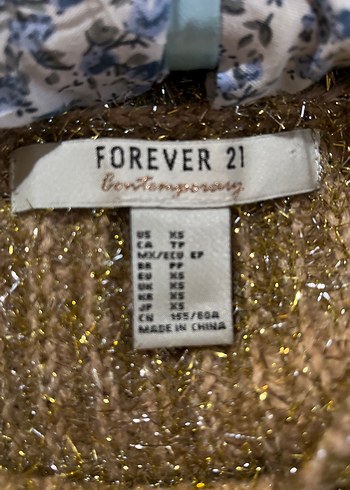 FOREVER 21
Contemporary
US XS
CA TP
MX/ECU EP
BR PP
EU XS
UK XS
KR XS
JP XS
CN 155/80A
MADE IN CHINA